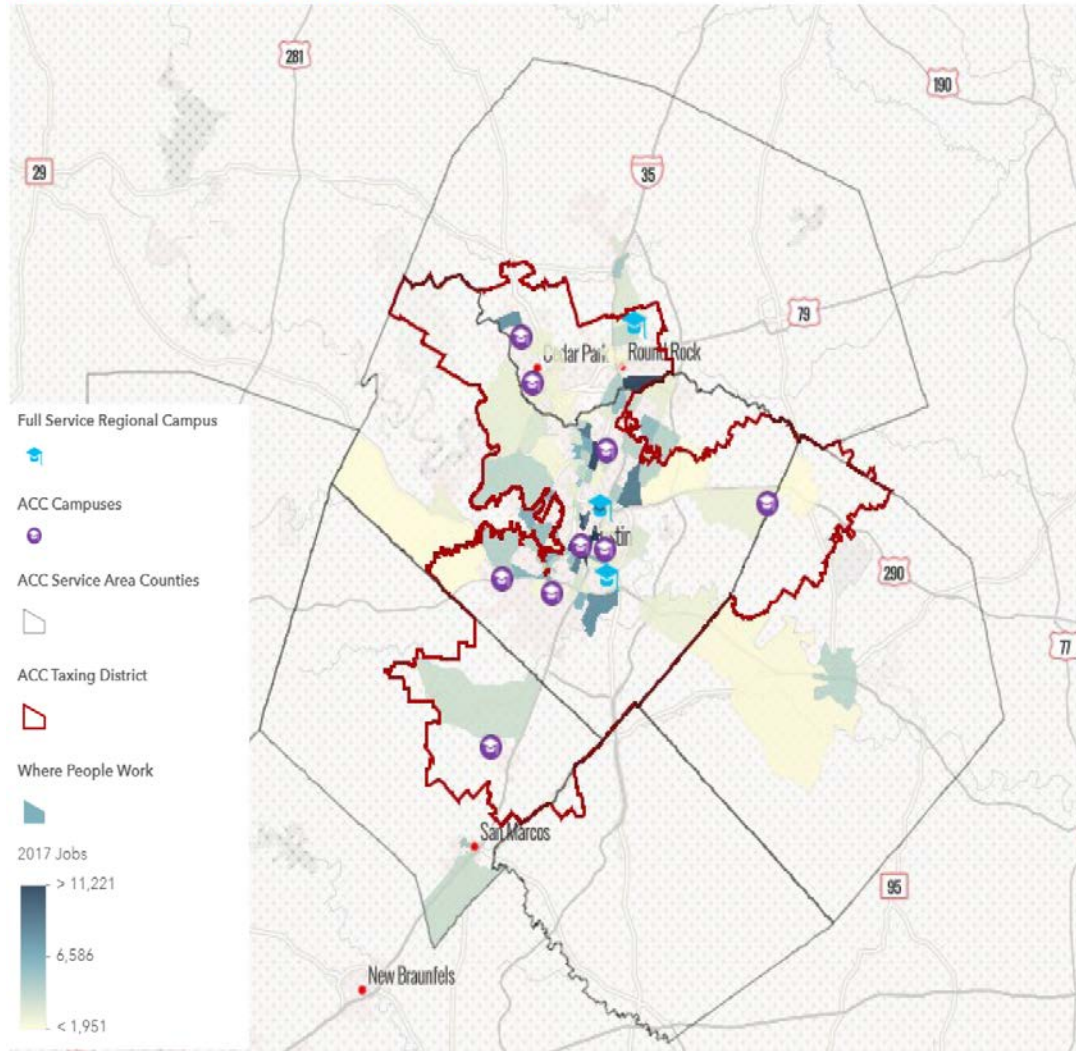 281
190
29
35
79
Cedar Park
Round Rock
Full Service Regional Campus
ACC Campuses
ACC Service Area Counties
290
ACC Taxing District
77
Where People Work
San Marcos
2017 Jobs
> 11,221
95
6,586
New Braunfels
< 1,951